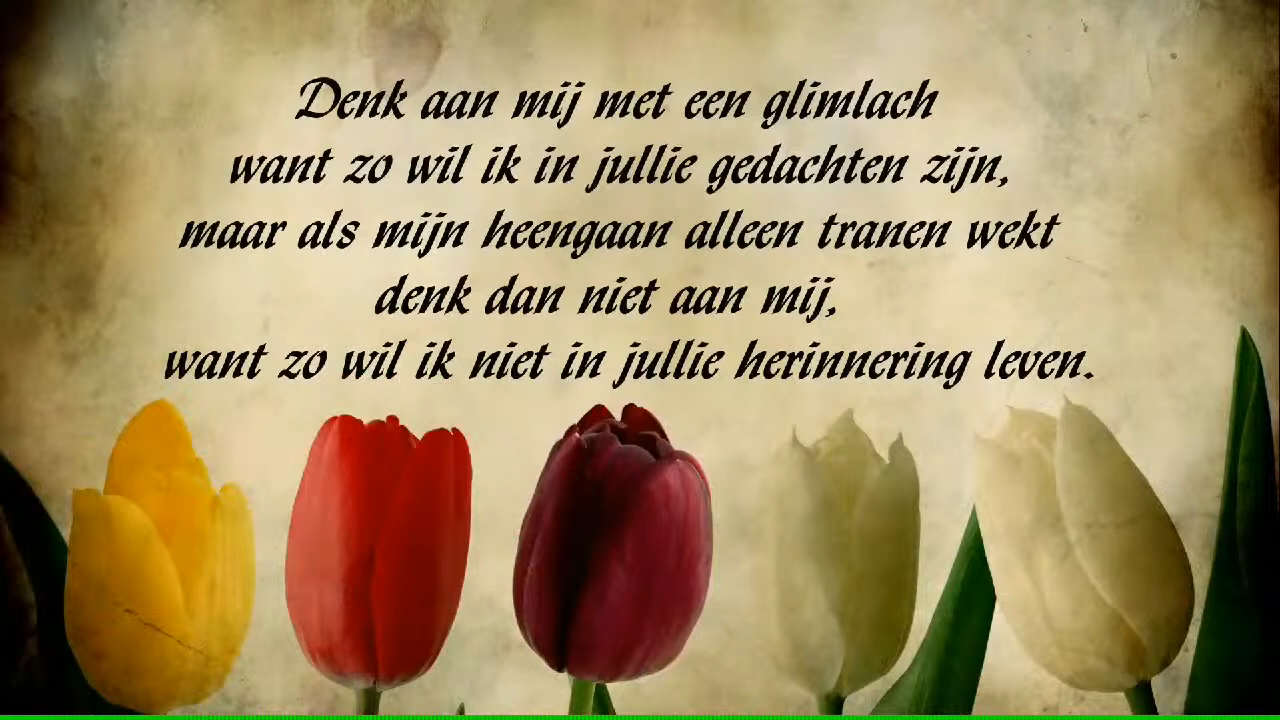 Denk aan mij met een glimlach
want zo wil ik in jullie gedachten zijn,
maar als mijn heengaan alleen tranen wekt
denk dan niet aan mij,
want zo wil ik niet in jullie herinnering leven.